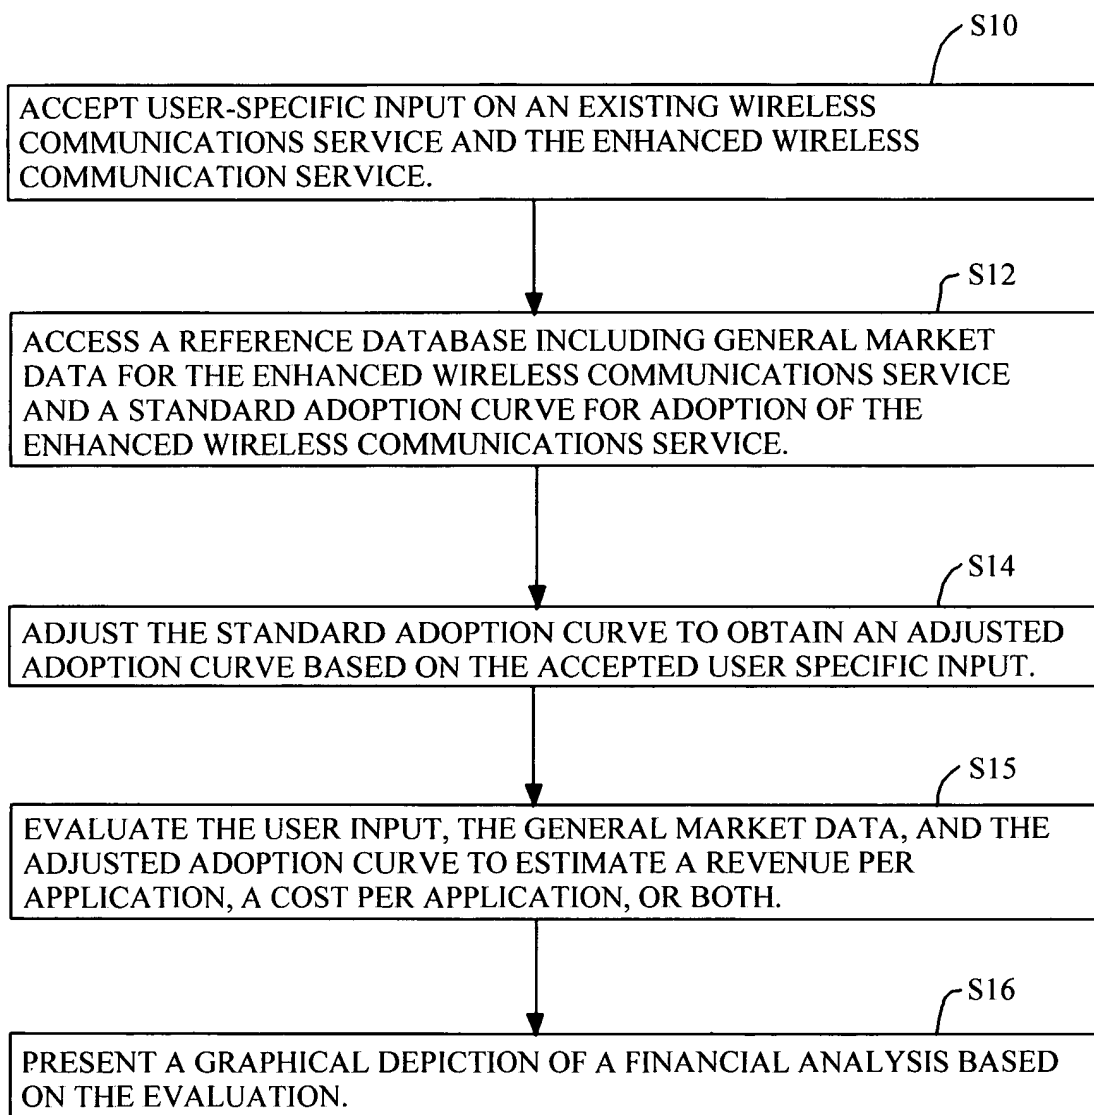 S10
ACCEPT USER-SPECIFIC INPUT ON AN EXISTING WIRELESS
COMMUNICATIONS SERVICE AND THE ENHANCED WIRELESS
COMMUNICATION SERVICE.
S12
ACCESS A REFERENCE DATABASE INCLUDING GENERAL MARKET
DATA FOR THE ENHANCED WIRELESS COMMUNICATIONS SERVICE
AND A STANDARD ADOPTION CURVE FOR ADOPTION OF THE
ENHANCED WIRELESS COMMUNICATIONS SERVICE.
S14
ADJUST THE STANDARD ADOPTION CURVE TO OBTAIN AN ADJUSTED
ADOPTION CURVE BASED ON THE ACCEPTED USER SPECIFIC INPUT.
S15
EVALUATE THE USER INPUT, THE GENERAL MARKET DATA, AND THE
ADJUSTED ADOPTION CURVE TO ESTIMATE A REVENUE PER
APPLICATION, A COST PER APPLICATION, OR BOTH.
S16
PRESENT A GRAPHICAL DEPICTION OF A FINANCIAL ANALYSIS BASED
ON THE EVALUATION.